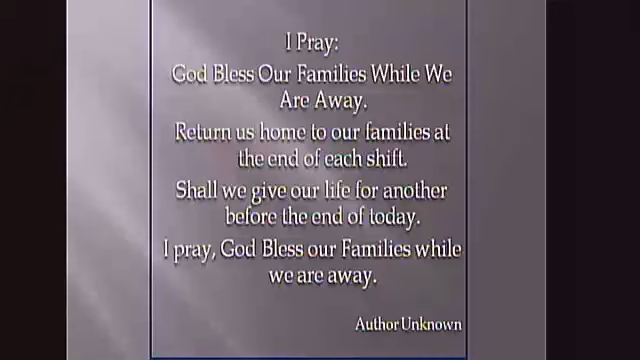 I Pray:
God Bless Our Families While We
Are Away.
Return us home to our families at
the end of each shift.
Shall we give our life for another
before the end of today.
I pray, God Bless our Families while
we are away.
Author Unknown